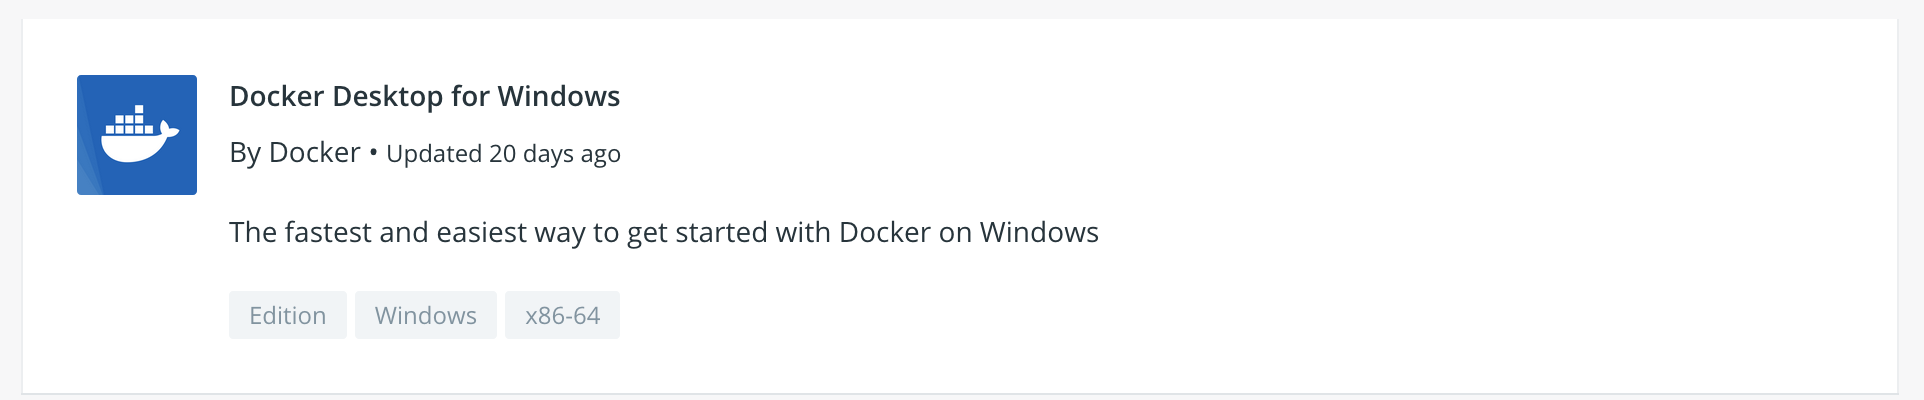 Docker Desktop for Windows
By Docker • Updated 20 days ago
The fastest and easiest way to get started with Docker on Windows
Edition Windows x86-64